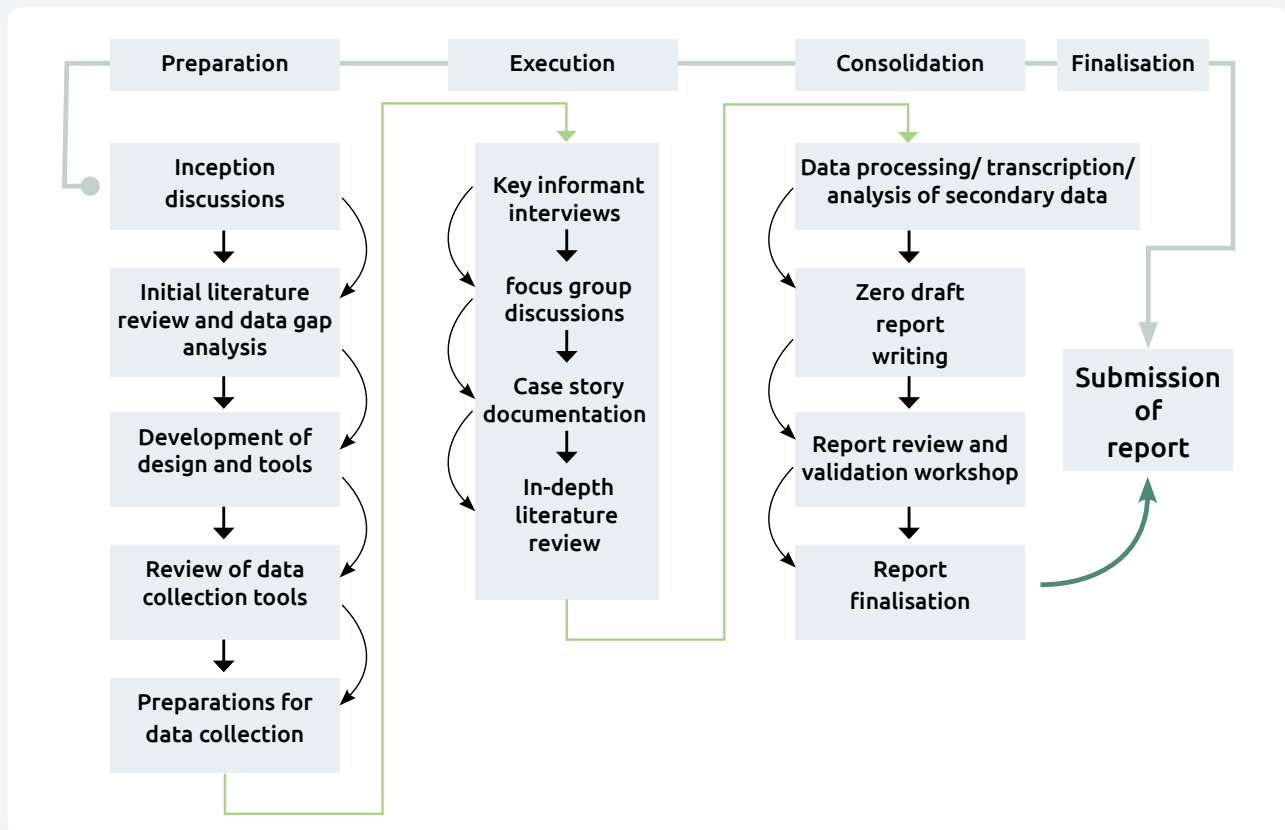 Preparation
Execution
Consolidation
Finalisation
Inception
discussions
Initial literature
review and data gap
analysis
Development of
design and tools
Review of data
collection tools
Preparations for
data collection
Key informant
interviews
focus group
discussions
Case story
documentation
In-depth
literature
review
Data processing/ transcription/
analysis of secondary data
Zero draft
report
writing
Report review and
validation workshop
Report
finalisation
Submission
of
report